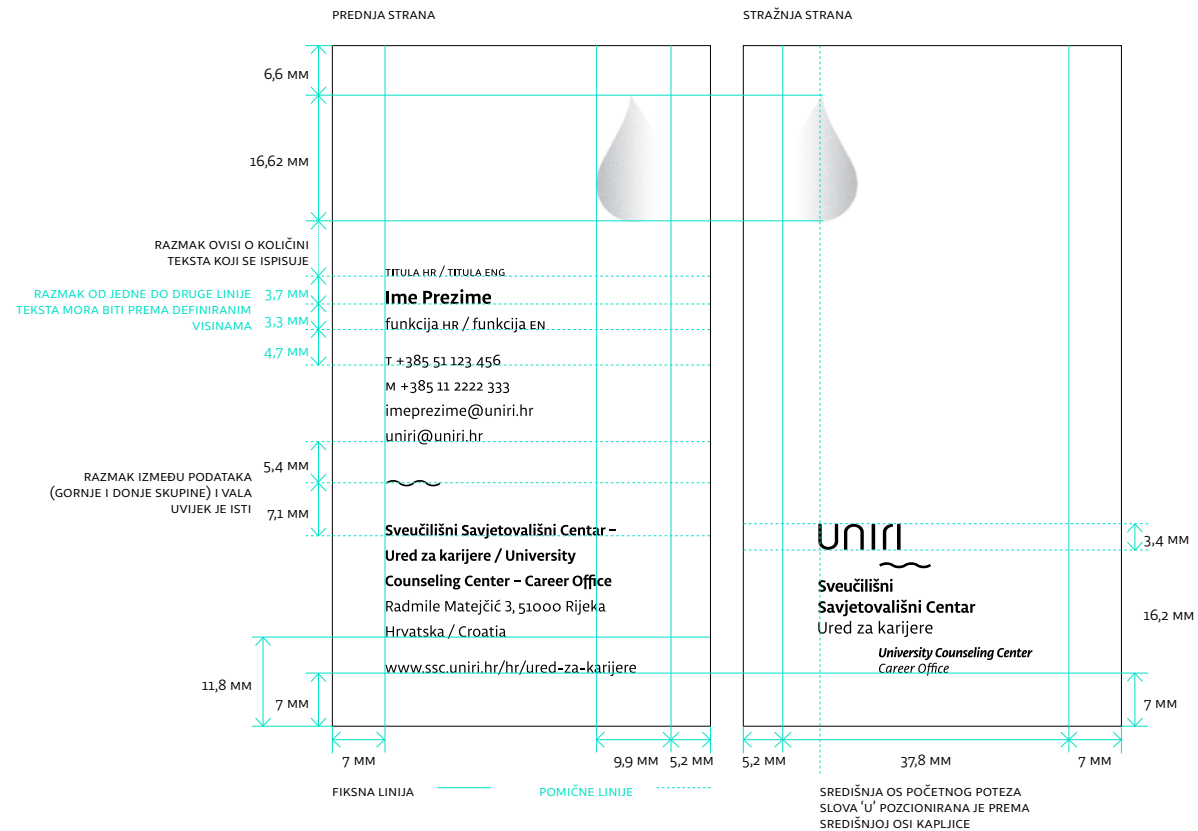 PREDNJA STRANA
STRAŽNJA STRANA
6,6 MM
16,62 MM
RAZMAK OVISI O KOLIČINI
TEKSTA KOJI SE ISPISUJE
RAZMAK OD JEDNE DO DRUGE LINIJE
TEKSTA MORA BITI PREMA DEFINIRANIM
VISINAMA
3,7 MM
3,3 MM
4,7 MM
TITULA HR / TITULA ENG
Ime Prezime
funkcija HR / funkcija EN
T +385 51 123 456
M +385 11 2222 333
imeprezime@uniri.hr
uniri@uniri.hr
RAZMAK IZMEĐU PODATAKA
(GORNJE I DONJE SKUPINE) I VALA
UVIJEK JE ISTI
5,4 MM
7,1 MM
Sveučilišni Savjetovališni Centar –
Ured za karijere / University
Counseling Center – Career Office
Radmile Matejčić 3, 51000 Rijeka
Hrvatska / Croatia
www.ssc.uniri.hr/hr/ured-za-karijere
11,8 MM
7 MM
uniri
Sveučilišni
Savjetovališni Centar
Ured za karijere
University Counseling Center
Career Office
3,4 MM
16,2 MM
7 MM
7 MM
9,9 MM
5,2 MM
5,2 MM
37,8 MM
7 MM
FIKSNA LINIJA
POMIČNE LINIJE
SREDIŠNJA OS POČETNOG POTEZA
SLOVA ‘U’ POZCIONIRANA JE PREMA
SREDIŠNJOJ OSI KAPLJICE